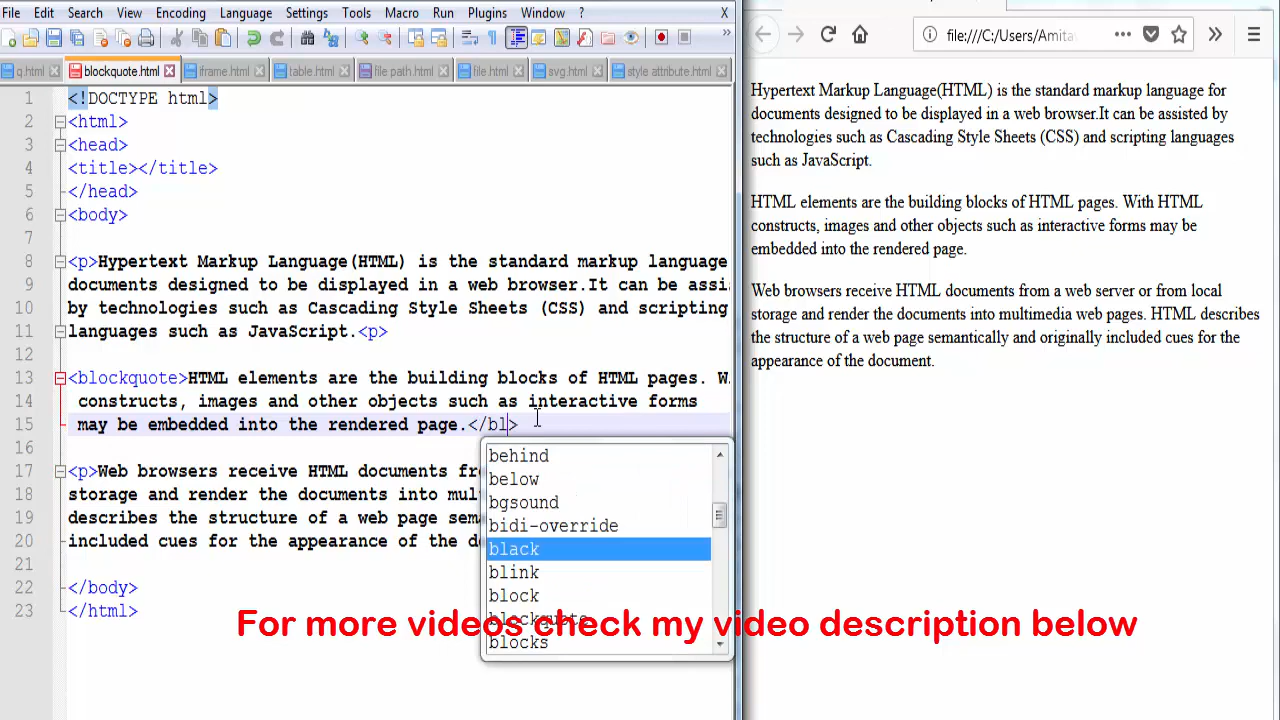 File Edit Search View Encoding Language Settings Tools Macro Run Plugins Window ? X
q.html blockquote.html iframe.html table.html file path.html file.html svg.html style attribute.html
1 <!DOCTYPE html>
2 <html>
3 <head>
4 <title></title>
5 </head>
6 <body>
7
8 <p>Hypertext Markup Language(HTML) is the standard markup language
9 documents designed to be displayed in a web browser.It can be assi
10 by technologies such as Cascading Style Sheets (CSS) and scripting
11 languages such as JavaScript.<p>
12
13 <blockquote>HTML elements are the building blocks of HTML pages. W
14 constructs, images and other objects such as interactive forms
15 may be embedded into the rendered page.</bl>
16
17 <p>Web browsers receive HTML documents fr
18 storage and render the documents into mul
19 describes the structure of a web page sem
20 included cues for the appearance of the d
21
22 </body>
23 </html>
behind
below
bgsound
bidi-override
black
blink
block
blockquote
blocks
file:///C:/Users/Amita
Hypertext Markup Language(HTML) is the standard markup language for
documents designed to be displayed in a web browser.It can be assisted by
technologies such as Cascading Style Sheets (CSS) and scripting languages
such as JavaScript.
HTML elements are the building blocks of HTML pages. With HTML
constructs, images and other objects such as interactive forms may be
embedded into the rendered page.
Web browsers receive HTML documents from a web server or from local
storage and render the documents into multimedia web pages. HTML describes
the structure of a web page semantically and originally included cues for the
appearance of the document.
For more videos check my video description below